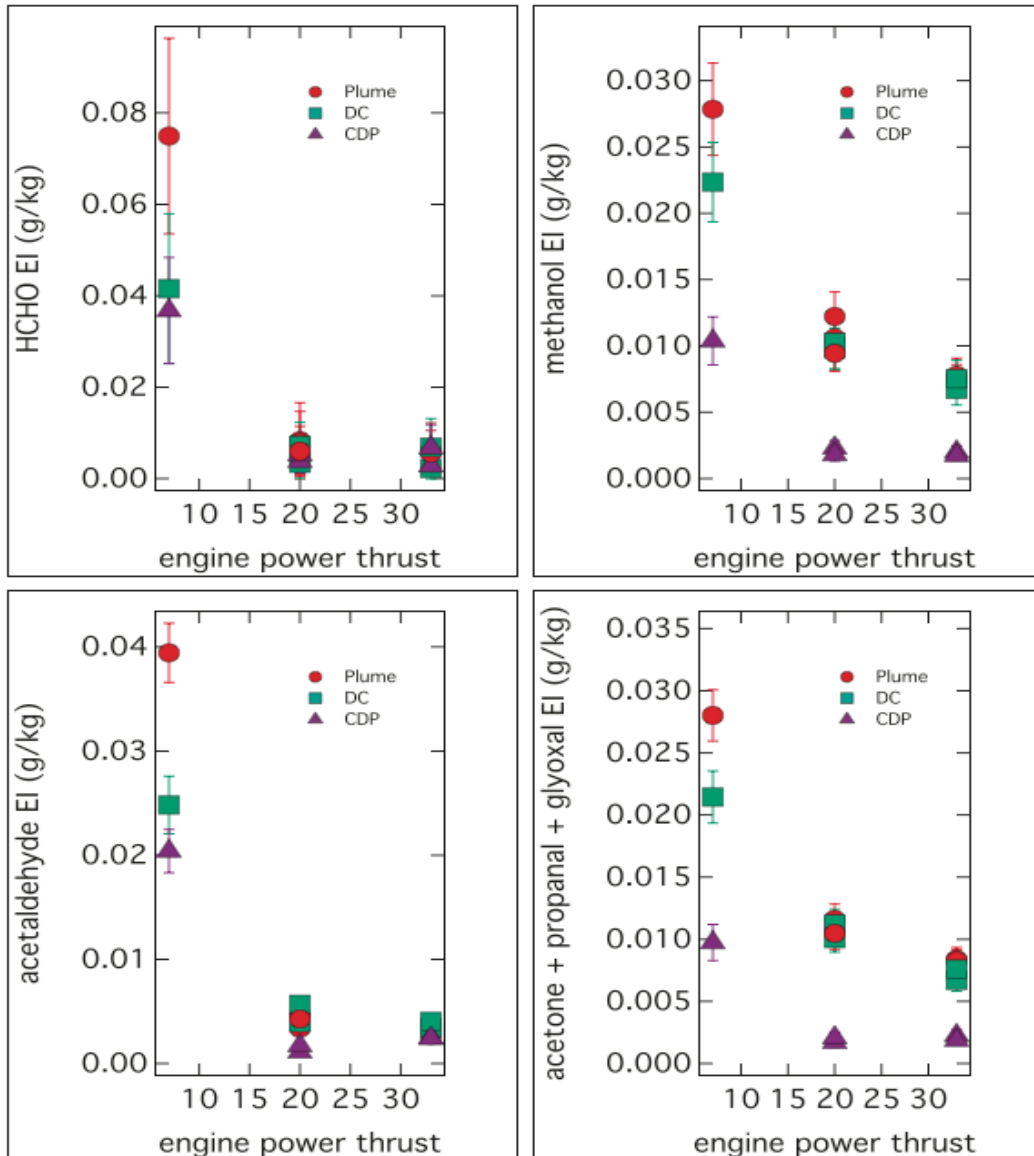 HCHO EI (g/kg)
0.08
0.06
0.04
0.02
0.00
Plume
DC
CDP
10 15 20 25 30
engine power thrust
methanol EI (g/kg)
0.030
0.025
0.020
0.015
0.010
0.005
0.000
Plume
DC
CDP
10 15 20 25 30
engine power thrust
acetaldehyde EI (g/kg)
0.04
0.03
0.02
0.01
0.00
Plume
DC
CDP
10 15 20 25 30
engine power thrust
acetone + propanal + glyoxal EI (g/kg)
0.035
0.030
0.025
0.020
0.015
0.010
0.005
0.000
Plume
DC
CDP
10 15 20 25 30
engine power thrust